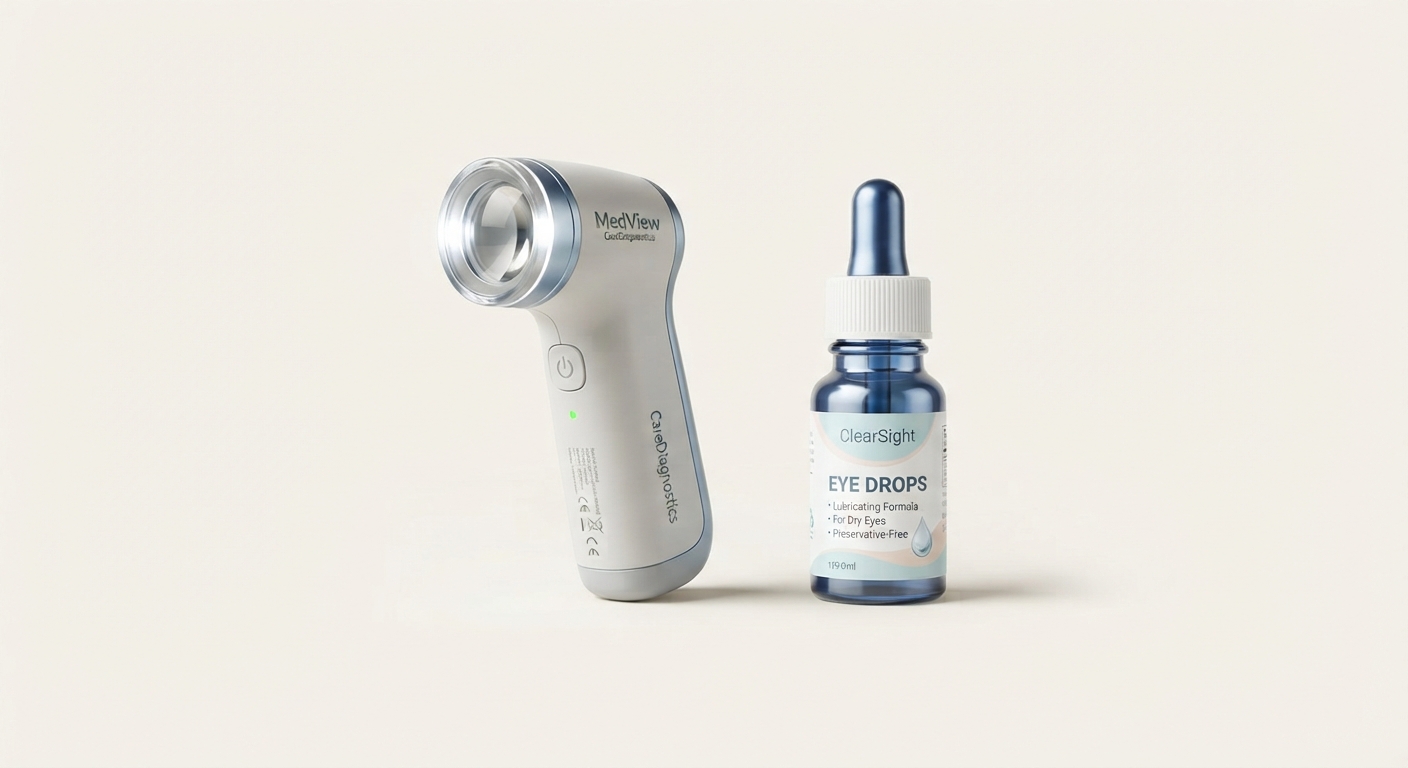 MedView
CareDiagnostics
ClearSight
EYE DROPS
• Lubricating Formula
• For Dry Eyes
• Preservative-Free